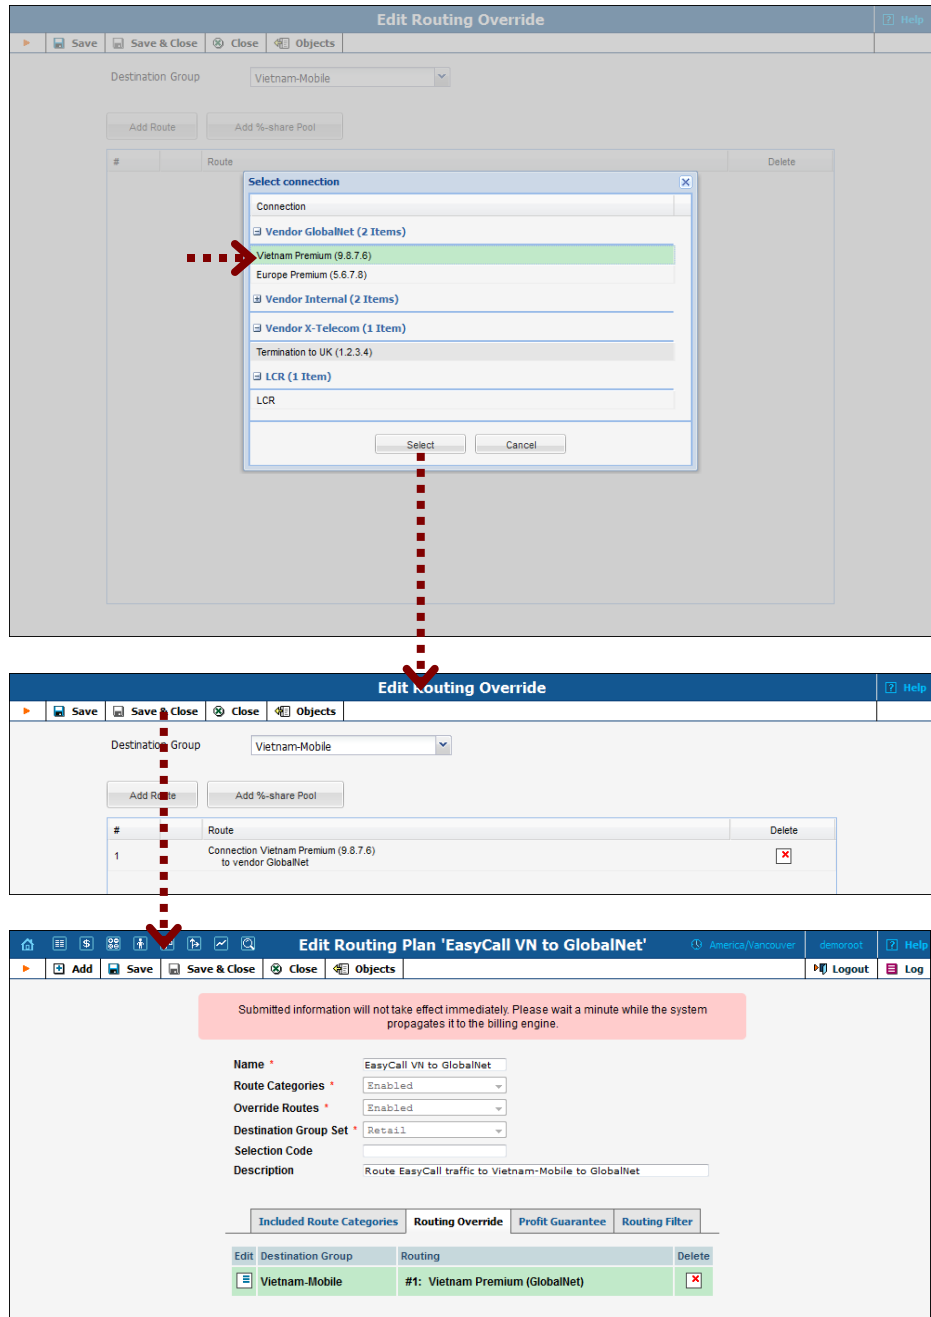 Edit Routing Override
Help
Save Save & Close Close Objects
Destination Group Vietnam-Mobile
Add Route Add %-share Pool
# Route Delete
Select connection
Connection
Vendor GlobalNet (2 Items)
Vietnam Premium (9.8.7.6)
Europe Premium (5.6.7.8)
Vendor Internal (2 Items)
Vendor X-Telecom (1 Item)
Termination to UK (1.2.3.4)
LCR (1 Item)
LCR
Select Cancel
Edit Routing Override
Help
Save Save & Close Close Objects
Destination Group Vietnam-Mobile
Add Route Add %-share Pool
# Route Delete
1 Connection Vietnam Premium (9.8.7.6)
to vendor GlobalNet
Edit Routing Plan 'EasyCall VN to GlobalNet' America/Vancouver demoroot Help
Add Save Save & Close Close Objects Logout Log
Submitted information will not take effect immediately. Please wait a minute while the system
propagates it to the billing engine.
Name * EasyCall VN to GlobalNet
Route Categories * Enabled
Override Routes * Enabled
Destination Group Set * Retail
Selection Code
Description Route EasyCall traffic to Vietnam-Mobile to GlobalNet
Included Route Categories Routing Override Profit Guarantee Routing Filter
Edit Destination Group Routing Delete
Vietnam-Mobile #1: Vietnam Premium (GlobalNet)